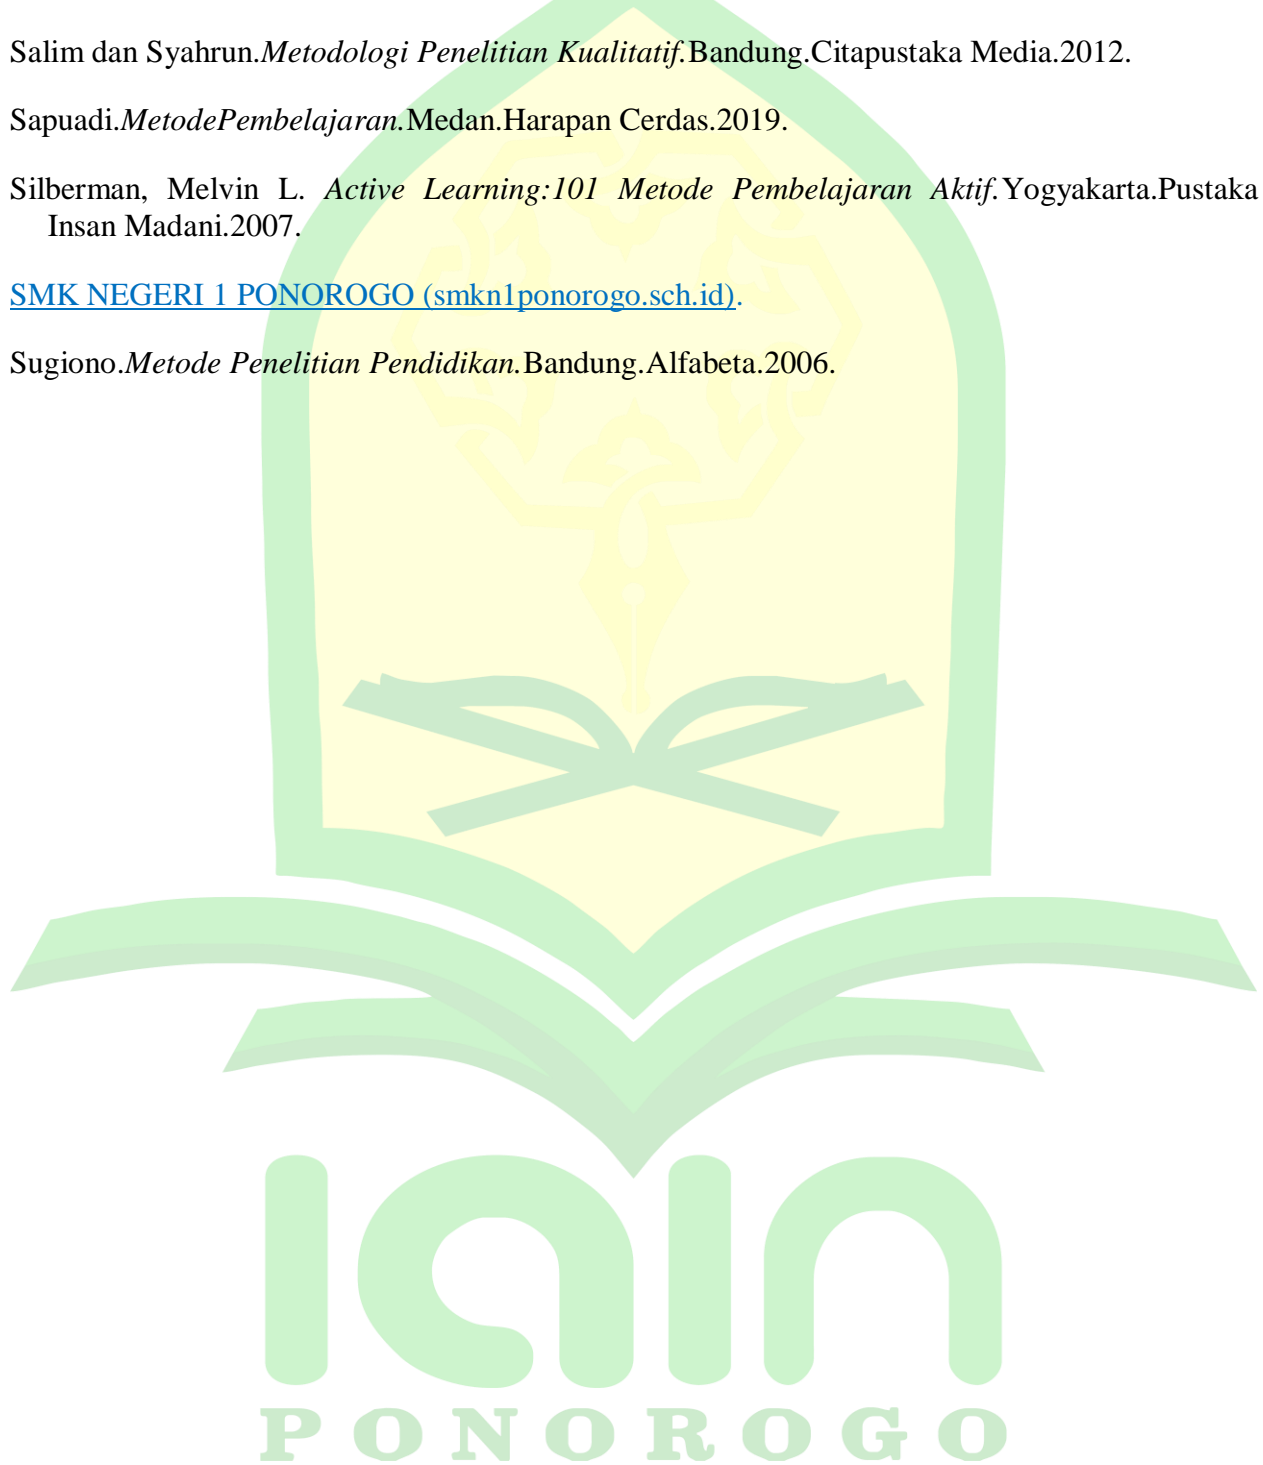 Salim dan Syahrun.Metodologi Penelitian Kualitatif.Bandung.Citapustaka Media.2012.
Sapuadi.MetodePembelajaran.Medan.Harapan Cerdas.2019.
Silberman, Melvin L. Active Learning:101 Metode Pembelajaran Aktif.Yogyakarta.Pustaka
Insan Madani.2007.
SMK NEGERI 1 PONOROGO (smkn1ponorogo.sch.id).
Sugiono.Metode Penelitian Pendidikan.Bandung.Alfabeta.2006.
iain
PONOROGO